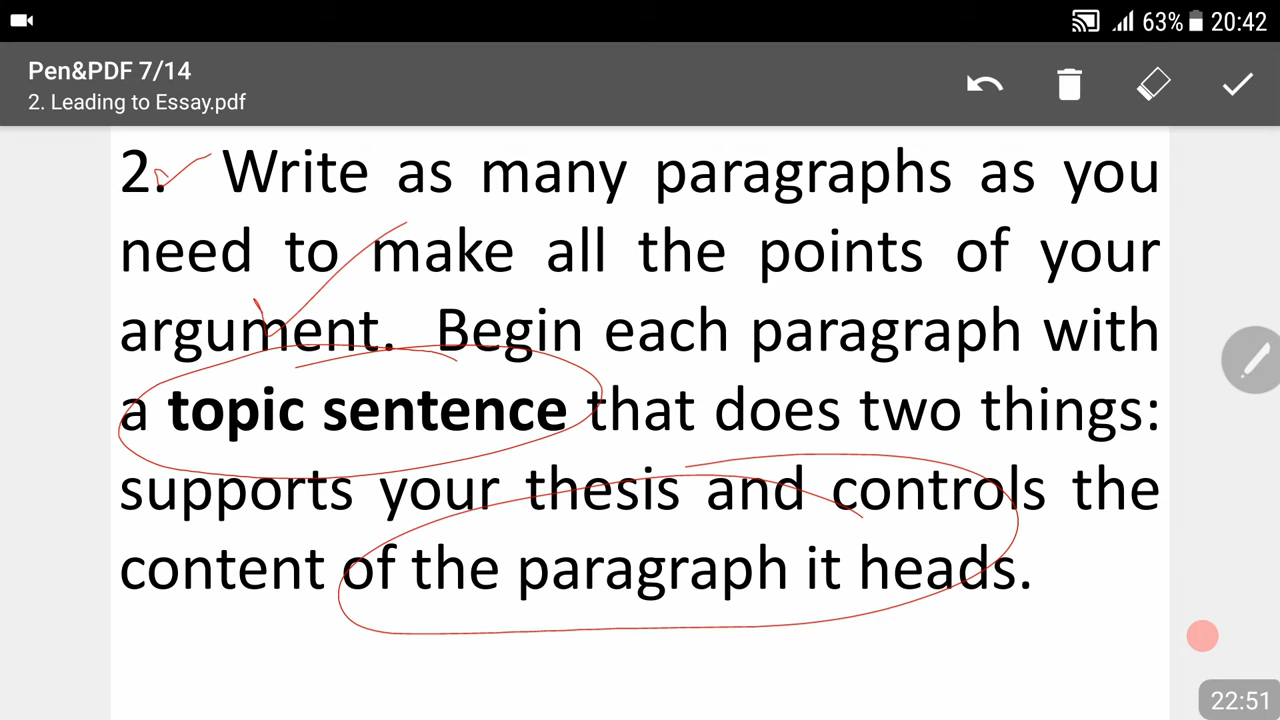 63% 20:42
Pen&PDF 7/14
2. Leading to Essay.pdf
2. Write as many paragraphs as you
need to make all the points of your
argument. Begin each paragraph with
a topic sentence that does two things:
supports your thesis and controls the
content of the paragraph it heads.
22:51